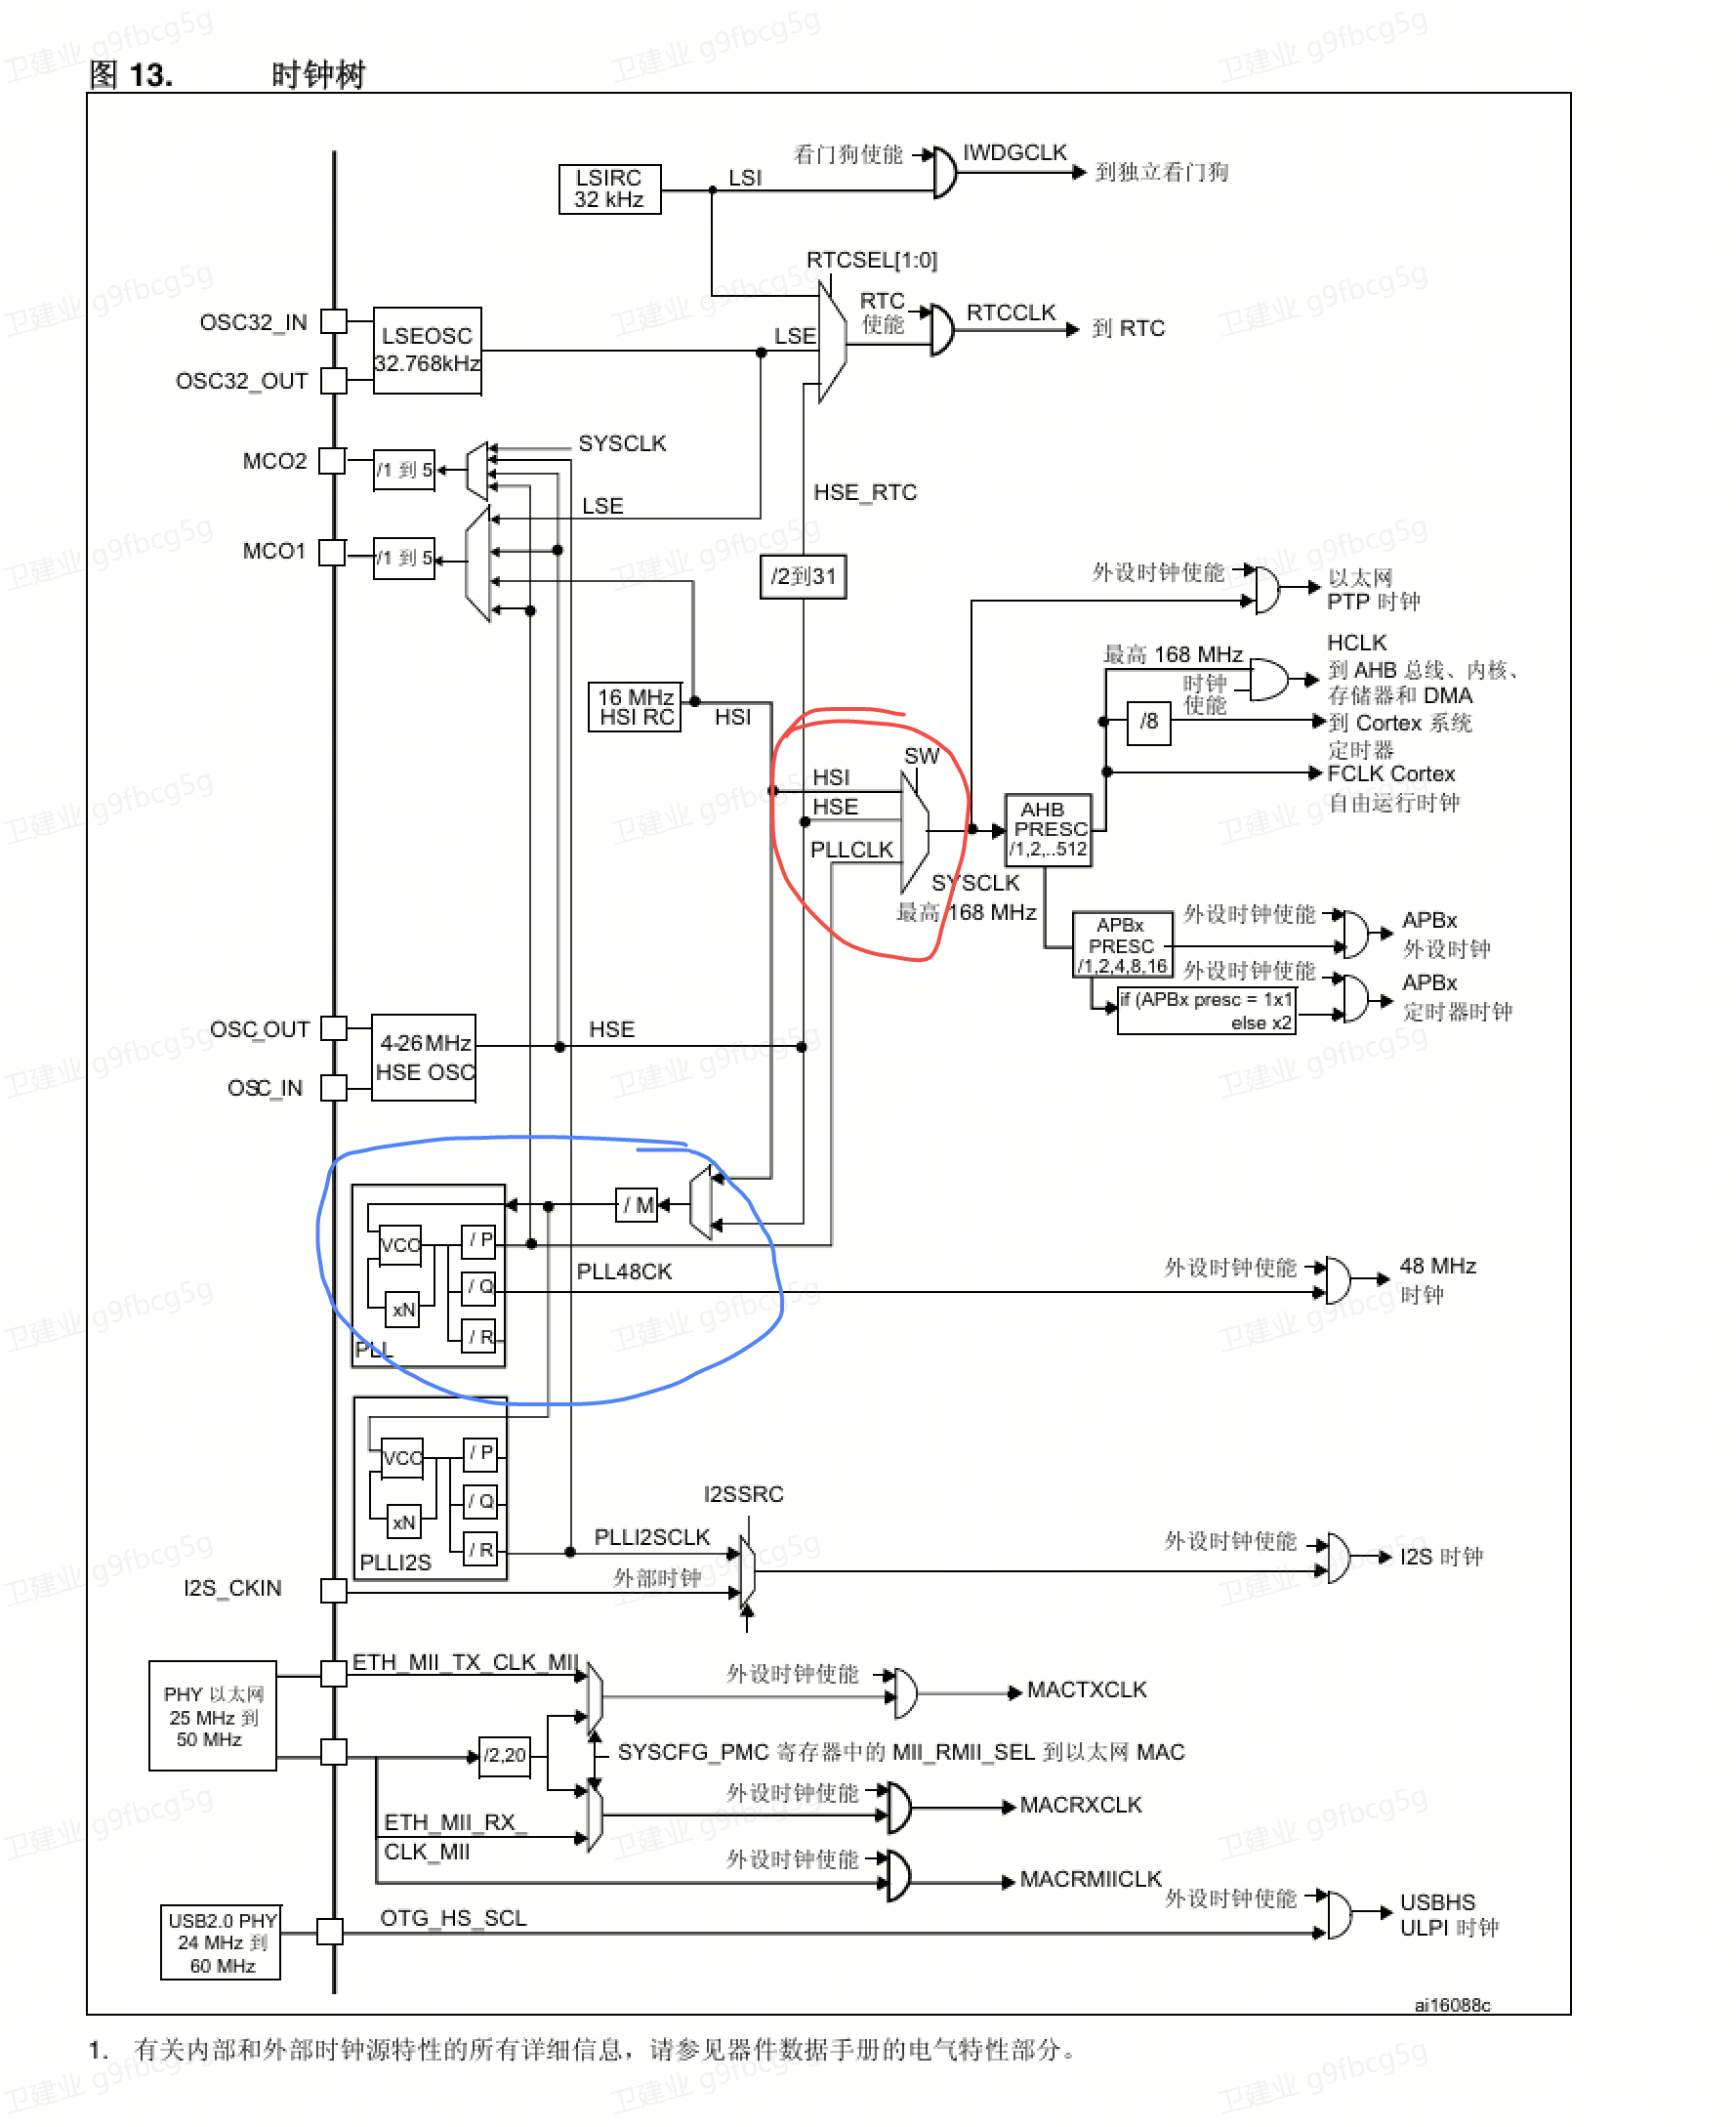 图 13. 时钟树
看门狗使能
IWDGCLK
到独立看门狗
LSIRC
32 kHz
LSI
RTCSEL[1:0]
OSC32_IN
OSC32_OUT
LSEOSC
32.768kHz
LSE
RTC
使能
RTCCLK
到 RTC
MCO2
/1 到 5
SYSCLK
HSE_RTC
LSE
MCO1
/1 到 5
/2到31
外设时钟使能
以太网
PTP 时钟
16 MHz
HSI RC
HSI
最高 168 MHz
时钟
使能
HCLK
到 AHB 总线、内核、
存储器和 DMA
/8
到 Cortex 系统
定时器
FCLK Cortex
自由运行时钟
SW
HSI
HSE
PLLCLK
SYSCLK
最高 168 MHz
AHB
PRESC
/1,2,..512
APBx
PRESC
/1,2,4,8,16
外设时钟使能
APBx
外设时钟
外设时钟使能
if (APBx presc = 1x1
else x2
APBx
定时器时钟
OSC_OUT
OSC_IN
4-26 MHz
HSE OSC
HSE
/ M
VCO
xN
/ P
/ Q
/ R
PLL
PLL48CK
外设时钟使能
48 MHz
时钟
VCO
xN
/ P
/ Q
/ R
PLLI2S
I2SSRC
PLLI2SCLK
外部时钟
I2S_CKIN
外设时钟使能
I2S 时钟
PHY 以太网
25 MHz 到
50 MHz
ETH_MII_TX_CLK_MII
外设时钟使能
MACTXCLK
/2,20
SYSCFG_PMC 寄存器中的 MII_RMII_SEL 到以太网 MAC
外设时钟使能
MACRXCLK
ETH_MII_RX_
CLK_MII
外设时钟使能
MACRMIICLK
USB2.0 PHY
24 MHz 到
60 MHz
OTG_HS_SCL
外设时钟使能
USBHS
ULPI 时钟
ai16088c
1. 有关内部和外部时钟源特性的所有详细信息，请参见器件数据手册的电气特性部分。
卫建业 g9fbcg5g